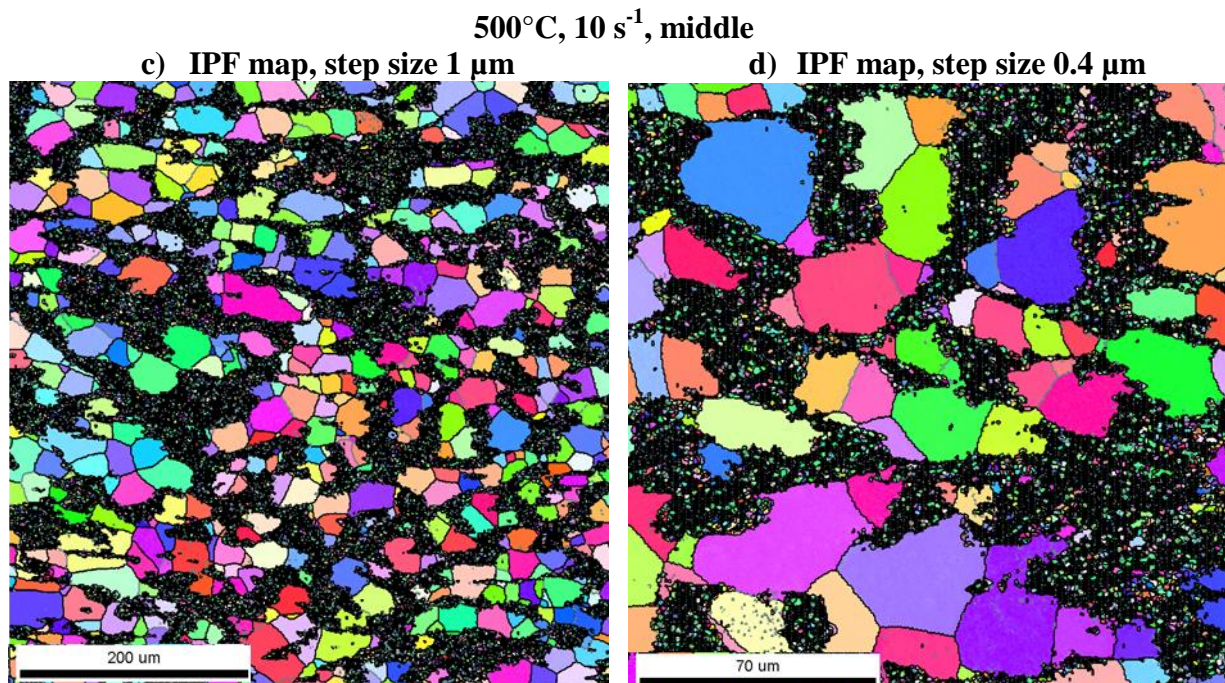 500°C, 10 s⁻¹, middle
c) IPF map, step size 1 µm
d) IPF map, step size 0.4 µm
200 um
70 um